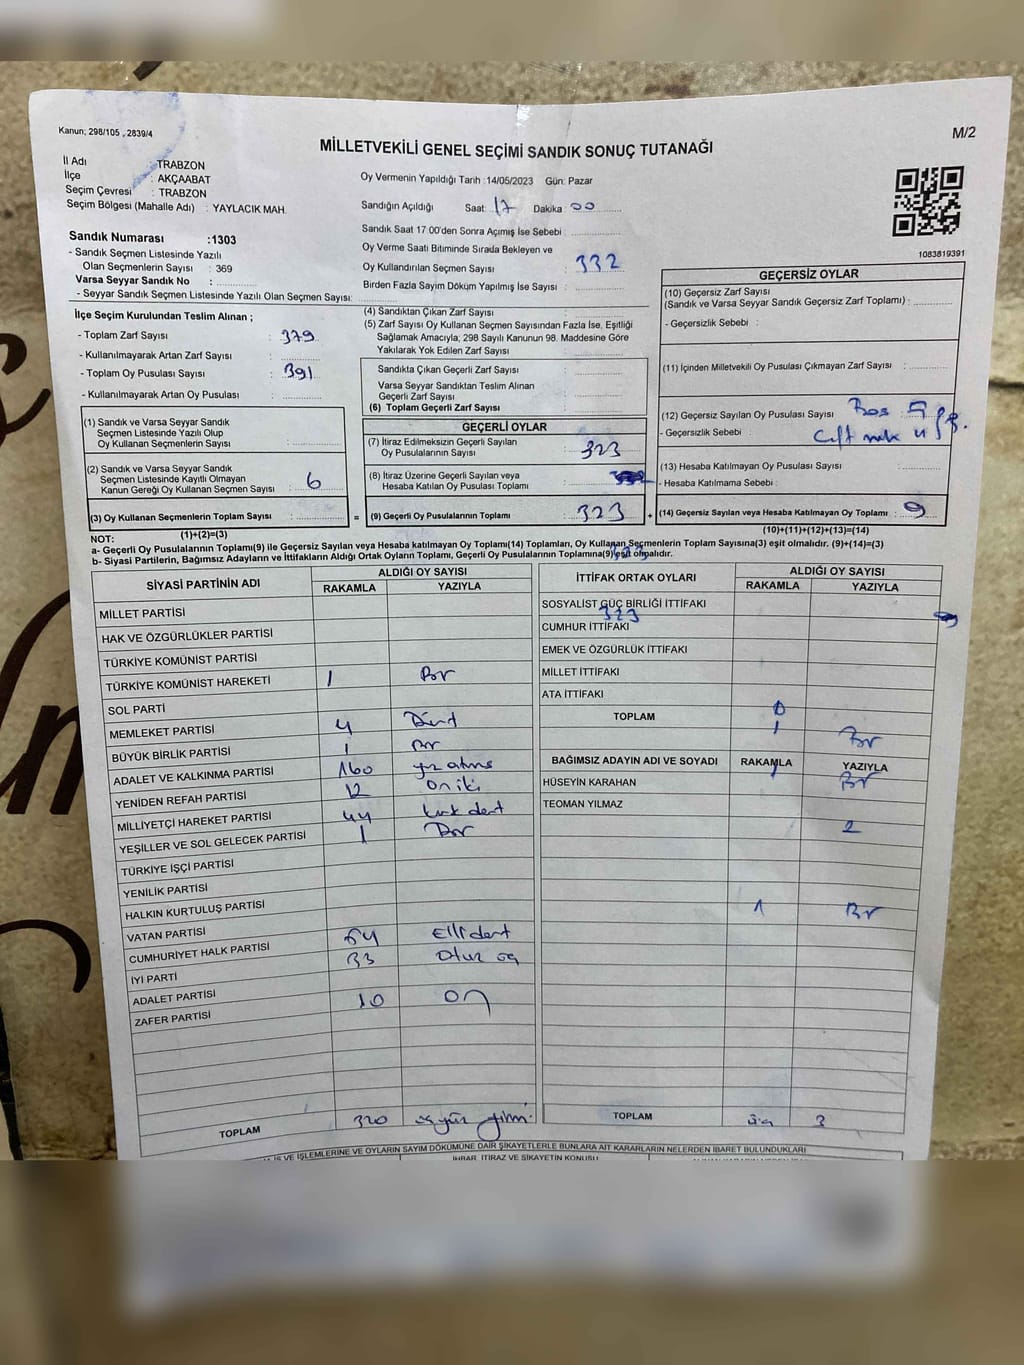 Kanun; 298/105 , 2839/4
M/2
MİLLETVEKİLİ GENEL SEÇİMİ SANDIK SONUÇ TUTANAĞI
İl Adı : TRABZON
İlçe : AKÇAABAT
Seçim Çevresi : TRABZON
Seçim Bölgesi (Mahalle Adı) : YAYLACIK MAH.
Oy Vermenin Yapıldığı Tarih :14/05/2023 Gün: Pazar
Sandığın Açıldığı Saat: 17 Dakika 00
Sandık Saat 17:00'den Sonra Açımış İse Sebebi :
Oy Verme Saati Bitiminde Sırada Bekleyen ve
Oy Kullandırılan Seçmen Sayısı : 332
Birden Fazla Sayım Döküm Yapılmış İse Sayısı :
Sandık Numarası :1303
- Sandık Seçmen Listesinde Yazılı
Olan Seçmenlerin Sayısı : 369
Varsa Seyyar Sandık No :
- Seyyar Sandık Seçmen Listesinde Yazılı Olan Seçmen Sayısı:
1083819391
İlçe Seçim Kurulundan Teslim Alınan ;
- Toplam Zarf Sayısı : 379
- Kullanılmayarak Artan Zarf Sayısı :
- Toplam Oy Pusulası Sayısı : 391
- Kullanılmayarak Artan Oy Pusulası :
(1) Sandık ve Varsa Seyyar Sandık
Seçmen Listesinde Yazılı Olup
Oy Kullanan Seçmenlerin Sayısı :
(2) Sandık ve Varsa Seyyar Sandık
Seçmen Listesinde Kayıtlı Olmayan
Kanun Gereği Oy Kullanan Seçmen Sayısı : 6
(3) Oy Kullanan Seçmenlerin Toplam Sayısı :
(1)+(2)=(3)
(4) Sandıktan Çıkan Zarf Sayısı :
(5) Zarf Sayısı Oy Kullanan Seçmen Sayısından Fazla İse, Eşitliği
Sağlamak Amacıyla; 298 Sayılı Kanunun 98. Maddesine Göre
Yakılarak Yok Edilen Zarf Sayısı :
Sandıkta Çıkan Geçerli Zarf Sayısı :
Varsa Seyyar Sandıktan Teslim Alınan
Geçerli Zarf Sayısı :
(6) Toplam Geçerli Zarf Sayısı :
GEÇERLİ OYLAR
(7) İtiraz Edilmeksizin Geçerli Sayılan
Oy Pusulalarının Sayısı : 323
(8) İtiraz Üzerine Geçerli Sayılan veya
Hesaba Katılan Oy Pusulası Toplamı :
= (9) Geçerli Oy Pusulalarının Toplamı : 323 +
GEÇERSİZ OYLAR
(10) Geçersiz Zarf Sayısı
(Sandık ve Varsa Seyyar Sandık Geçersiz Zarf Toplamı) :
- Geçersizlik Sebebi :
(11) İçinden Milletvekili Oy Pusulası Çıkmayan Zarf Sayısı :
(12) Geçersiz Sayılan Oy Pusulası Sayısı : Boş 5
- Geçersizlik Sebebi :
(13) Hesaba Katılmayan Oy Pusulası Sayısı :
- Hesaba Katılmama Sebebi :
(14) Geçersiz Sayılan veya Hesaba Katılmayan Oy Toplamı : 9
(10)+(11)+(12)+(13)=(14)
NOT:
a- Geçerli Oy Pusulalarının Toplamı(9) ile Geçersiz Sayılan veya Hesaba katılmayan Oy Toplamı(14) Toplamları, Oy Kullanan Seçmenlerin Toplam Sayısına(3) eşit olmalıdır. (9)+(14)=(3)
b- Siyasi Partilerin, Bağımsız Adayların ve İttifakların Aldığı Ortak Oyların Toplamı, Geçerli Oy Pusulalarının Toplamına(9) eşit olmalıdır.
323
SİYASİ PARTİNİN ADI ALDIĞI OY SAYISI
RAKAMLA YAZIYLA
MİLLET PARTİSİ
HAK VE ÖZGÜRLÜKLER PARTİSİ
TÜRKİYE KOMÜNİST PARTİSİ
TÜRKİYE KOMÜNİST HAREKETİ 1 Bir
SOL PARTİ
MEMLEKET PARTİSİ 4 Dört
BÜYÜK BİRLİK PARTİSİ 1 Bir
ADALET VE KALKINMA PARTİSİ 160 yüz atmış
YENİDEN REFAH PARTİSİ 12 on iki
MİLLİYETÇİ HAREKET PARTİSİ 44 kırk dört
YEŞİLLER VE SOL GELECEK PARTİSİ 1 Bir
TÜRKİYE İŞÇİ PARTİSİ
YENİLİK PARTİSİ
HALKIN KURTULUŞ PARTİSİ
VATAN PARTİSİ
CUMHURİYET HALK PARTİSİ 54 Elli dört
İYİ PARTİ 33 otuz üç
ADALET PARTİSİ
ZAFER PARTİSİ 10 on
TOPLAM 320 üçyüz yirmi
İTTİFAK ORTAK OYLARI ALDIĞI OY SAYISI
RAKAMLA YAZIYLA
SOSYALİST GÜÇ BİRLİĞİ İTTİFAKI
323
CUMHUR İTTİFAKI
EMEK VE ÖZGÜRLÜK İTTİFAKI
MİLLET İTTİFAKI
ATA İTTİFAKI
TOPLAM 0
1 Bir
BAĞIMSIZ ADAYIN ADI VE SOYADI RAKAMLA YAZIYLA
HÜSEYİN KARAHAN 1 Bir
TEOMAN YILMAZ
2
1 Bir
TOPLAM üç 3
İŞ VE İŞLEMLERİNE VE OYLARIN SAYIM DÖKÜMÜNE DAİR ŞİKAYETLERLE BUNLARA AİT KARARLARIN NELERDEN İBARET BULUNDUKLARI
İHBAR, İTİRAZ VE ŞİKAYETİN KONUSU